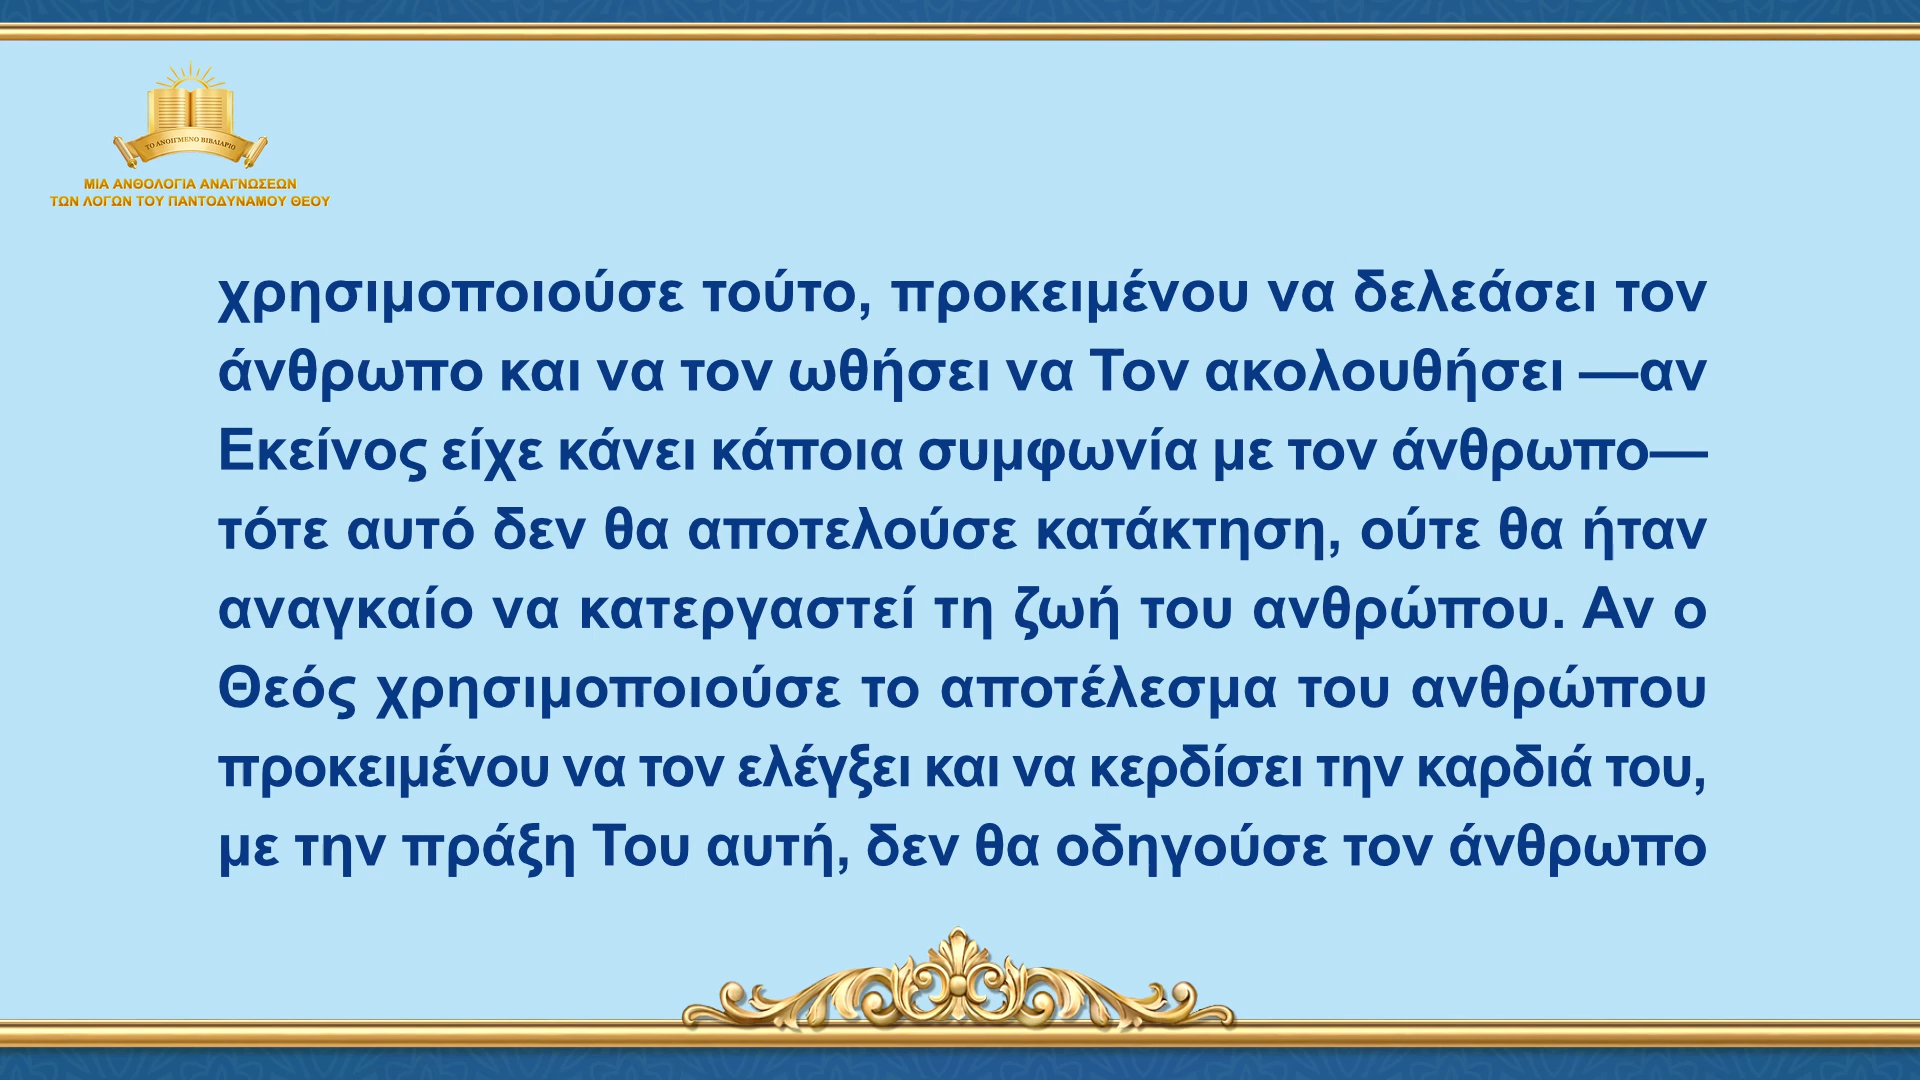 ΤΟ ΑΝΟΙΓΜΕΝΟ ΒΙΒΛΙΑΡΙΟ
ΜΙΑ ΑΝΘΟΛΟΓΙΑ ΑΝΑΓΝΩΣΕΩΝ
ΤΩΝ ΛΟΓΩΝ ΤΟΥ ΠΑΝΤΟΔΥΝΑΜΟΥ ΘΕΟΥ
χρησιμοποιούσε τούτο, προκειμένου να δελεάσει τον
άνθρωπο και να τον ωθήσει να Τον ακολουθήσει —αν
Εκείνος είχε κάνει κάποια συμφωνία με τον άνθρωπο—
τότε αυτό δεν θα αποτελούσε κατάκτηση, ούτε θα ήταν
αναγκαίο να κατεργαστεί τη ζωή του ανθρώπου. Αν ο
Θεός χρησιμοποιούσε το αποτέλεσμα του ανθρώπου
προκειμένου να τον ελέγξει και να κερδίσει την καρδιά του,
με την πράξη Του αυτή, δεν θα οδηγούσε τον άνθρωπο